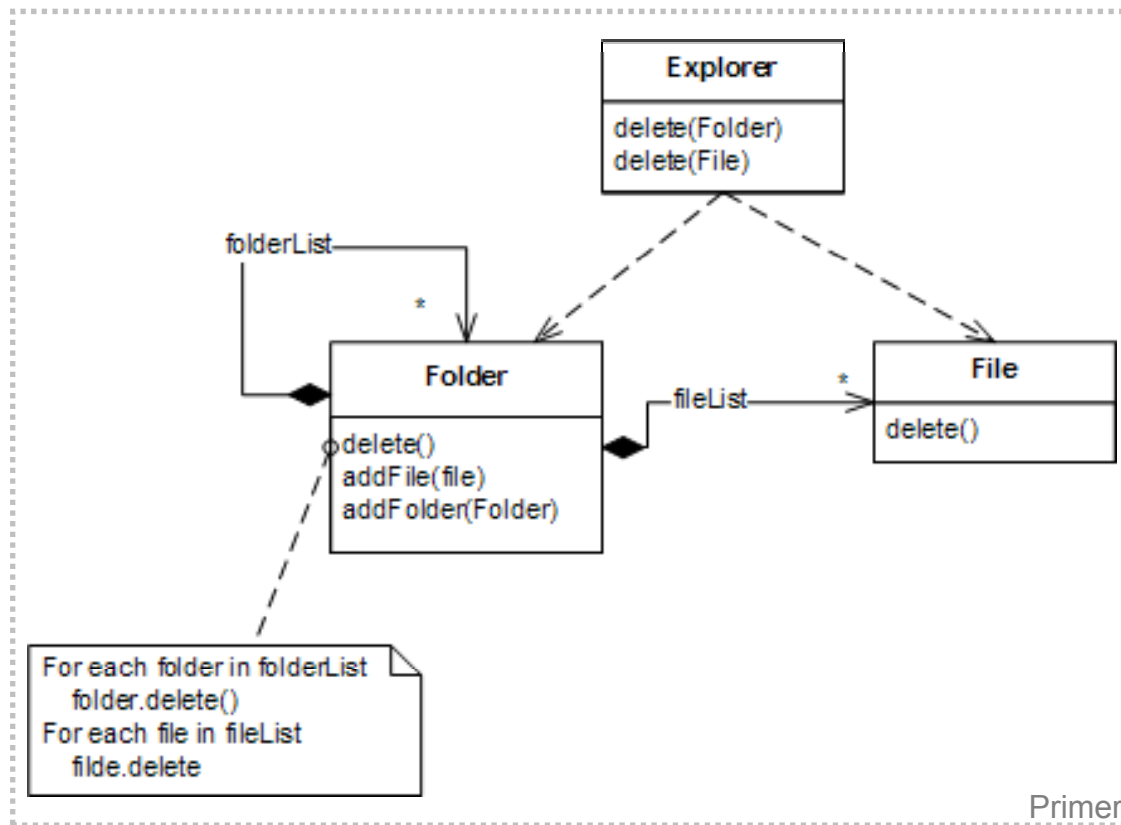 Explorer
delete(Folder)
delete(File)
folderList
*
Folder
delete()
addFile(file)
addFolder(Folder)
fileList
*
File
delete()
For each folder in folderList
folder.delete()
For each file in fileList
filde.delete
Primer